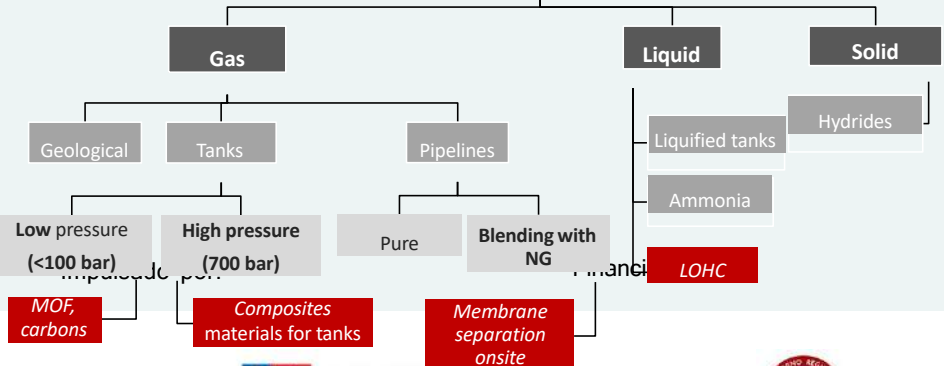 Gas
Liquid
Solid
Geological
Tanks
Pipelines
Liquified tanks
Hydrides
Ammonia
Low pressure
(<100 bar)
High pressure
(700 bar)
Pure
Blending with
NG
LOHC
MOF,
carbons
Composites
materials for tanks
Membrane
separation
onsite